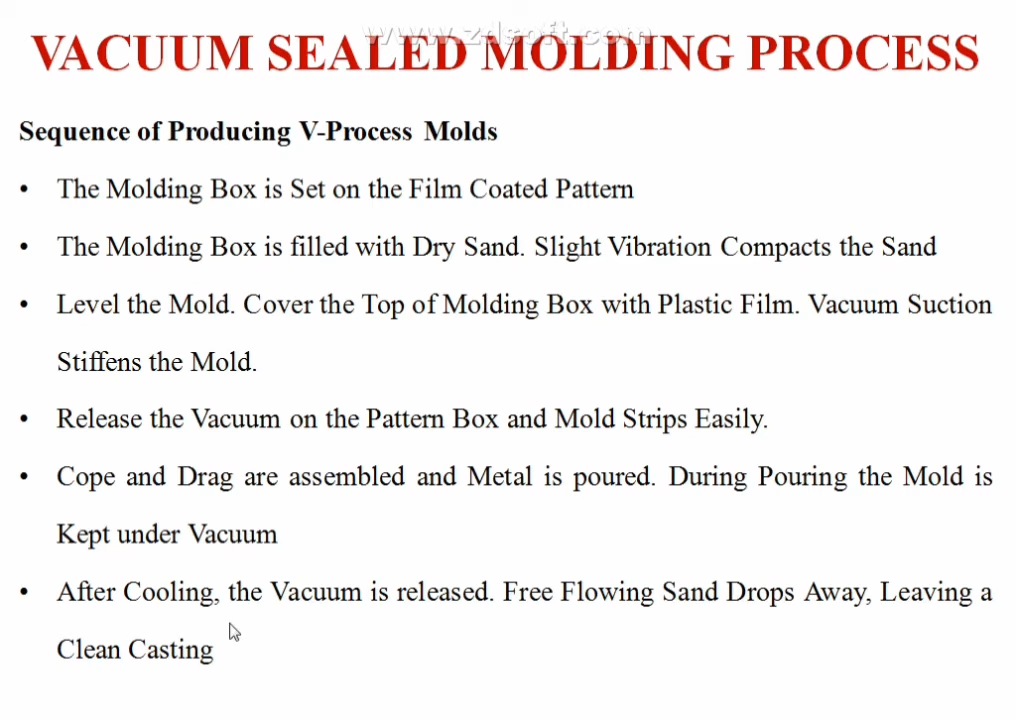 www.zdsoft.com
VACUUM SEALED MOLDING PROCESS
Sequence of Producing V-Process Molds
• The Molding Box is Set on the Film Coated Pattern
• The Molding Box is filled with Dry Sand. Slight Vibration Compacts the Sand
• Level the Mold. Cover the Top of Molding Box with Plastic Film. Vacuum Suction
Stiffens the Mold.
• Release the Vacuum on the Pattern Box and Mold Strips Easily.
• Cope and Drag are assembled and Metal is poured. During Pouring the Mold is
Kept under Vacuum
• After Cooling, the Vacuum is released. Free Flowing Sand Drops Away, Leaving a
Clean Casting